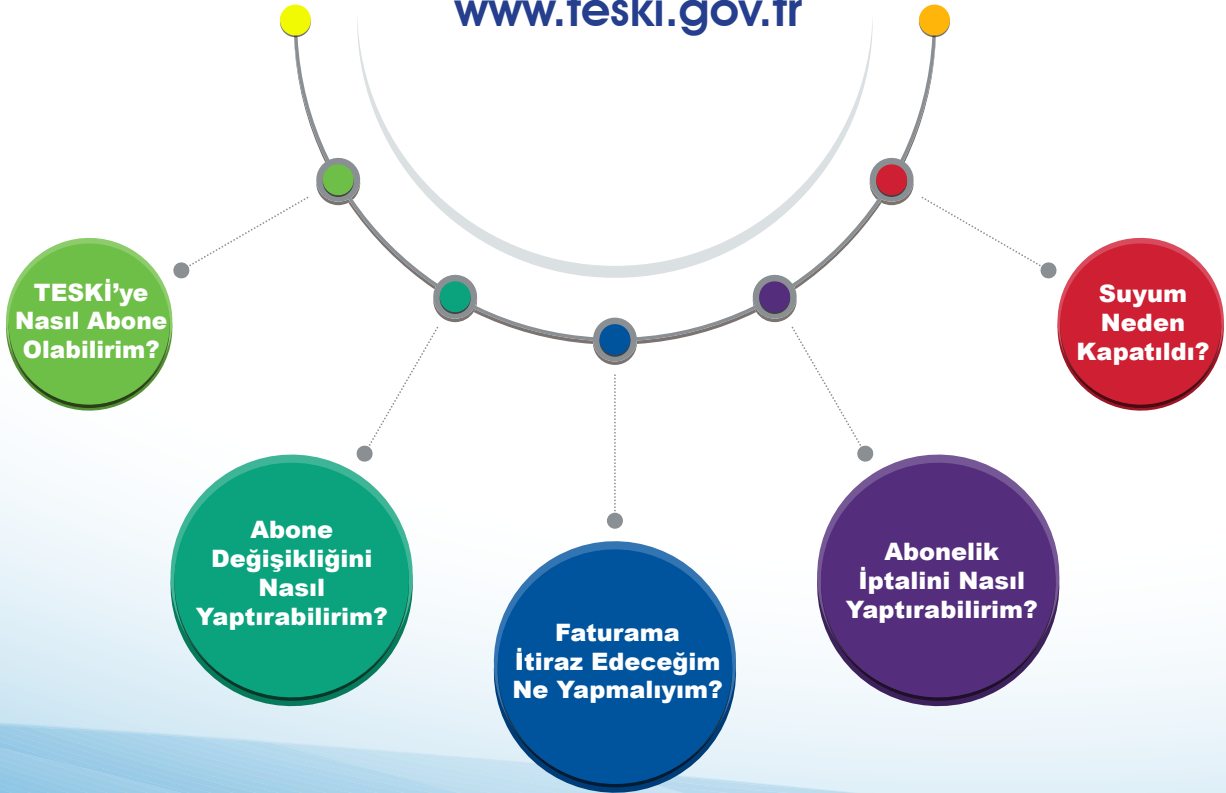 www.teski.gov.tr
TESKİ’ye
Nasıl Abone
Olabilirim?
Abone
Değişikliğini
Nasıl
Yaptırabilirim?
Faturama
İtiraz Edeceğim
Ne Yapmalıyım?
Abonelik
İptalini Nasıl
Yaptırabilirim?
Suyum
Neden
Kapatıldı?